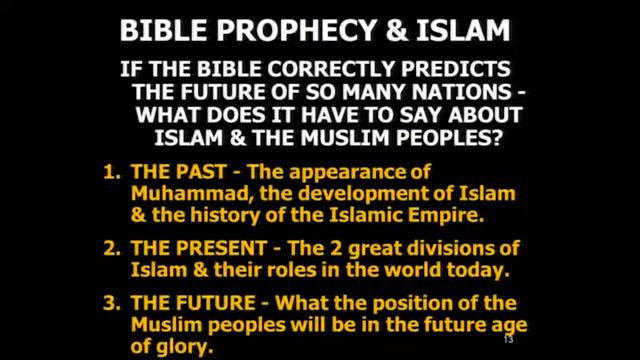 BIBLE PROPHECY & ISLAM
IF THE BIBLE CORRECTLY PREDICTS
THE FUTURE OF SO MANY NATIONS -
WHAT DOES IT HAVE TO SAY ABOUT
ISLAM & THE MUSLIM PEOPLES?
1. THE PAST - The appearance of
Muhammad, the development of Islam
& the history of the Islamic Empire.
2. THE PRESENT - The 2 great divisions of
Islam & their roles in the world today.
3. THE FUTURE - What the position of the
Muslim peoples will be in the future age
of glory.
13